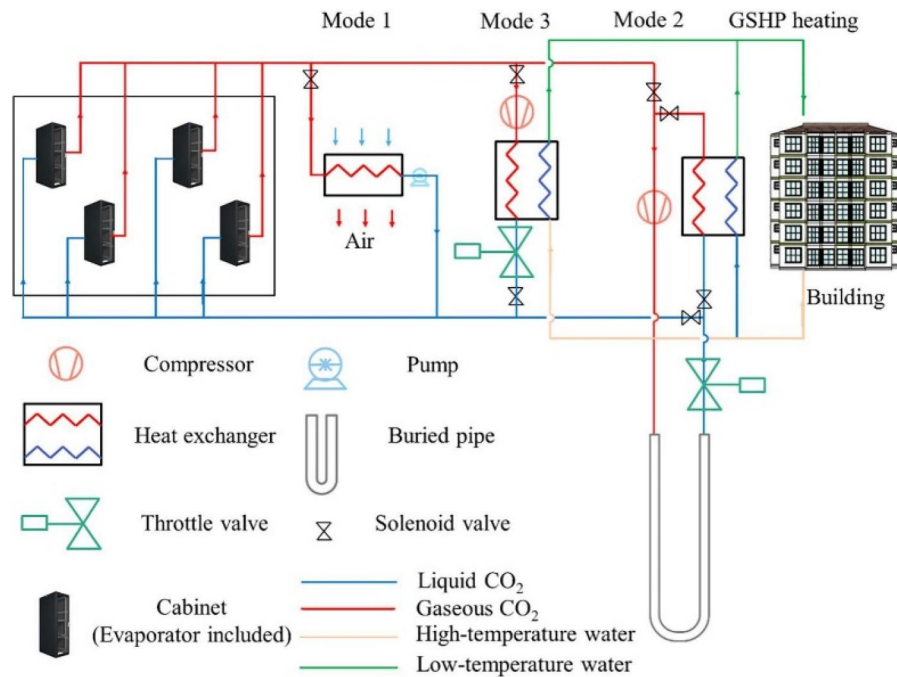 Mode 1
Mode 3
Mode 2
GSHP heating
Air
Building
Compressor
Pump
Heat exchanger
Buried pipe
Throttle valve
Solenoid valve
Cabinet
(Evaporator included)
Liquid CO₂
Gaseous CO₂
High-temperature water
Low-temperature water